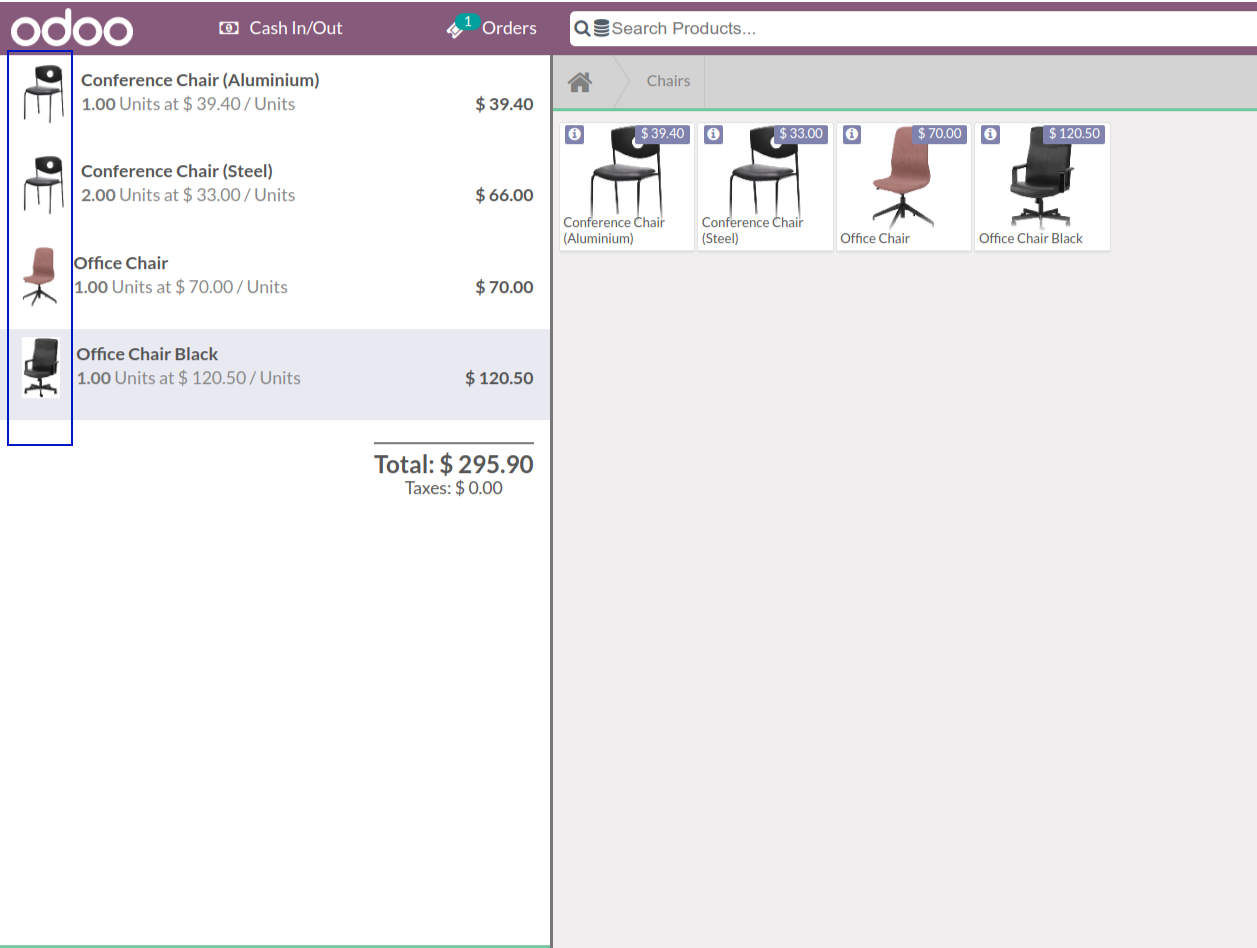 odoo
Cash In/Out
1
Orders
Search Products...
Conference Chair (Aluminium)
1.00 Units at $ 39.40 / Units
$ 39.40
Conference Chair (Steel)
2.00 Units at $ 33.00 / Units
$ 66.00
Office Chair
1.00 Units at $ 70.00 / Units
$ 70.00
Office Chair Black
1.00 Units at $ 120.50 / Units
$ 120.50
Total: $ 295.90
Taxes: $ 0.00
Chairs
$ 39.40
Conference Chair
(Aluminium)
$ 33.00
Conference Chair
(Steel)
$ 70.00
Office Chair
$ 120.50
Office Chair Black